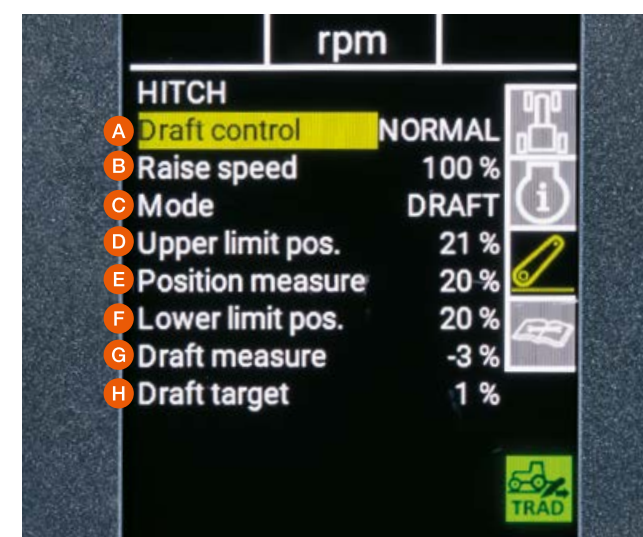 rpm
HITCH
A Draft control NORMAL
B Raise speed 100 %
C Mode DRAFT
D Upper limit pos. 21 %
E Position measure 20 %
F Lower limit pos. 20 %
G Draft measure -3 %
H Draft target 1 %
TRAD